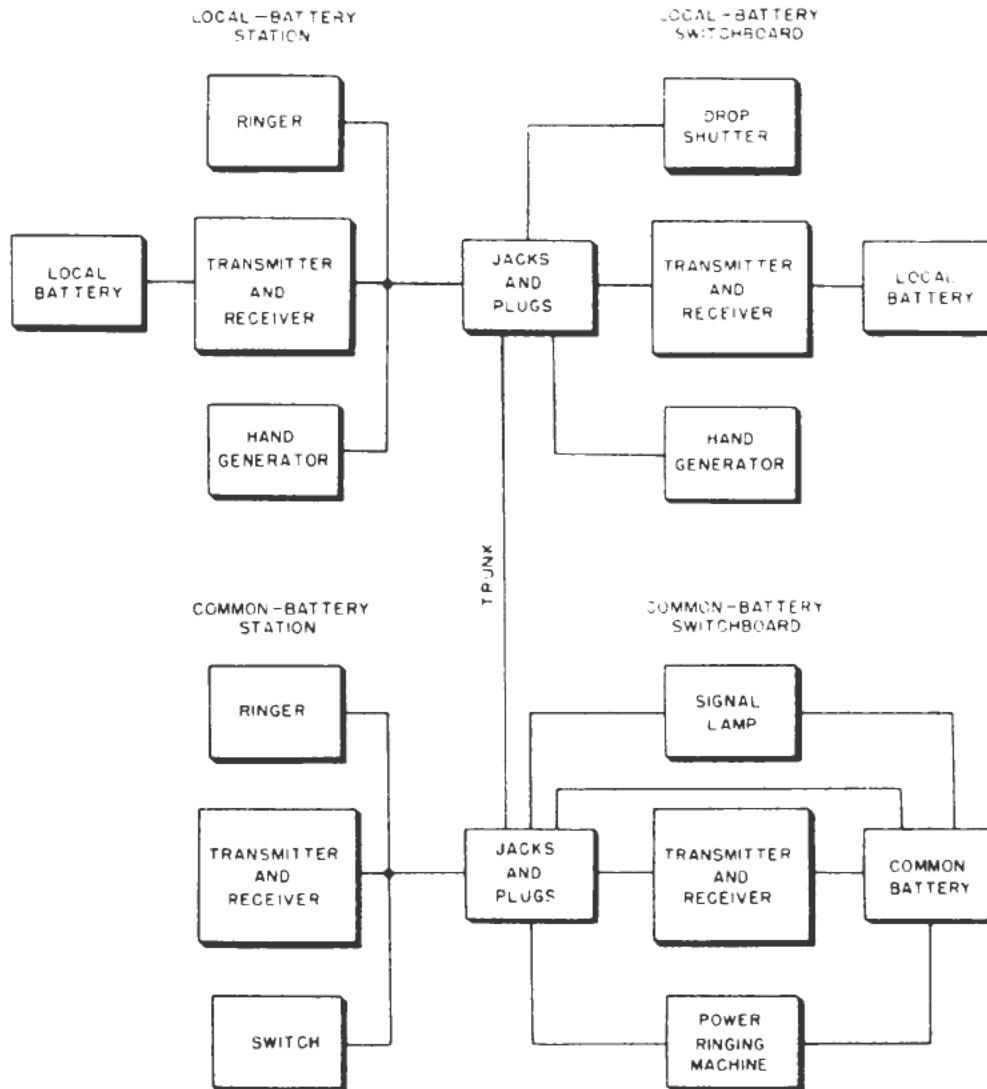 LOCAL-BATTERY
STATION
LOCAL-BATTERY
SWITCHBOARD
RINGER
DROP
SHUTTER
LOCAL
BATTERY
TRANSMITTER
AND
RECEIVER
JACKS
AND
PLUGS
TRANSMITTER
AND
RECEIVER
LOCAL
BATTERY
HAND
GENERATOR
HAND
GENERATOR
TRUNK
COMMON-BATTERY
STATION
COMMON-BATTERY
SWITCHBOARD
RINGER
SIGNAL
LAMP
TRANSMITTER
AND
RECEIVER
JACKS
AND
PLUGS
TRANSMITTER
AND
RECEIVER
COMMON
BATTERY
SWITCH
POWER
RINGING
MACHINE